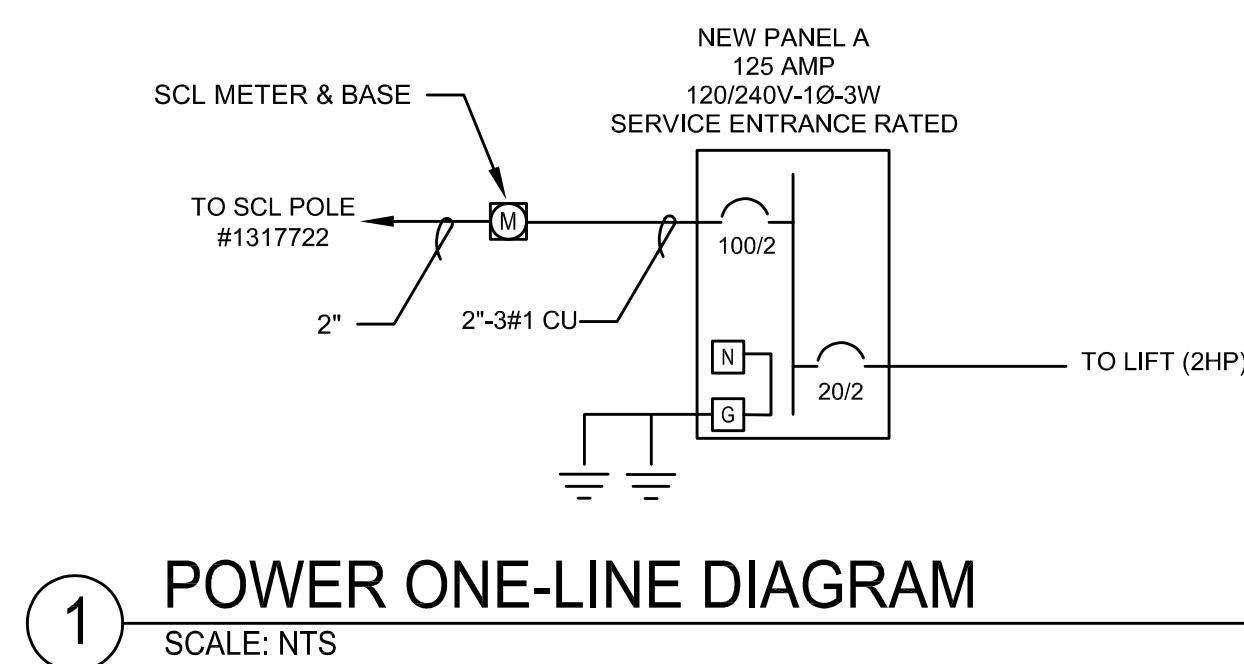 NEW PANEL A
125 AMP
120/240V-1Ø-3W
SERVICE ENTRANCE RATED
SCL METER & BASE
TO SCL POLE
#1317722
M
100/2
2"
2"-3#1 CU
N
G
20/2
TO LIFT (2HP)
1
POWER ONE-LINE DIAGRAM
SCALE: NTS